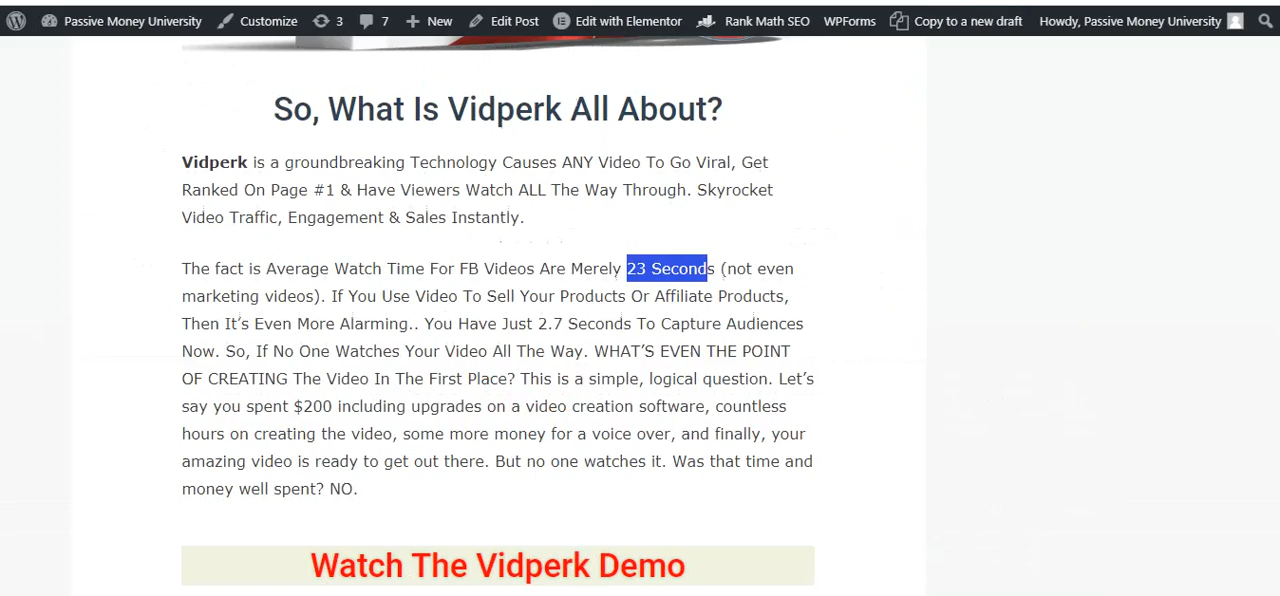 Passive Money University Customize 3 7 New Edit Post Edit with Elementor Rank Math SEO WPForms Copy to a new draft Howdy, Passive Money University
So, What Is Vidperk All About?
Vidperk is a groundbreaking Technology Causes ANY Video To Go Viral, Get
Ranked On Page #1 & Have Viewers Watch ALL The Way Through. Skyrocket
Video Traffic, Engagement & Sales Instantly.
The fact is Average Watch Time For FB Videos Are Merely 23 Seconds (not even
marketing videos). If You Use Video To Sell Your Products Or Affiliate Products,
Then It’s Even More Alarming.. You Have Just 2.7 Seconds To Capture Audiences
Now. So, If No One Watches Your Video All The Way. WHAT’S EVEN THE POINT
OF CREATING The Video In The First Place? This is a simple, logical question. Let’s
say you spent $200 including upgrades on a video creation software, countless
hours on creating the video, some more money for a voice over, and finally, your
amazing video is ready to get out there. But no one watches it. Was that time and
money well spent? NO.
Watch The Vidperk Demo